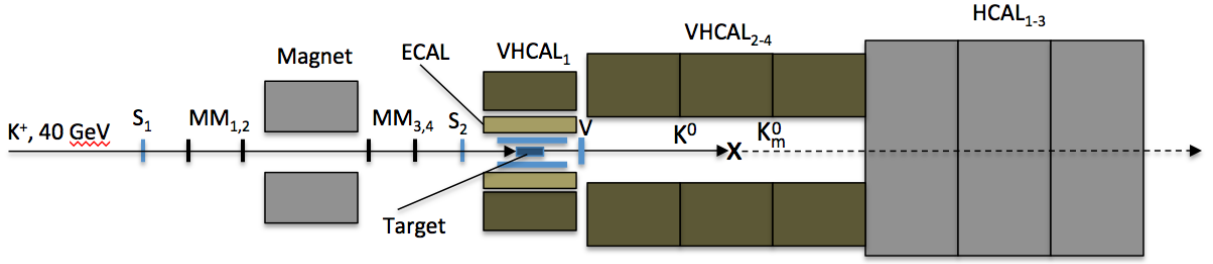 HCAL₁₋₃
VHCAL₂₋₄
ECAL
VHCAL₁
Magnet
K⁺, 40 GeV
S₁
MM₁,₂
MM₃,₄
S₂
V
K⁰
K⁰ₘ
X
Target